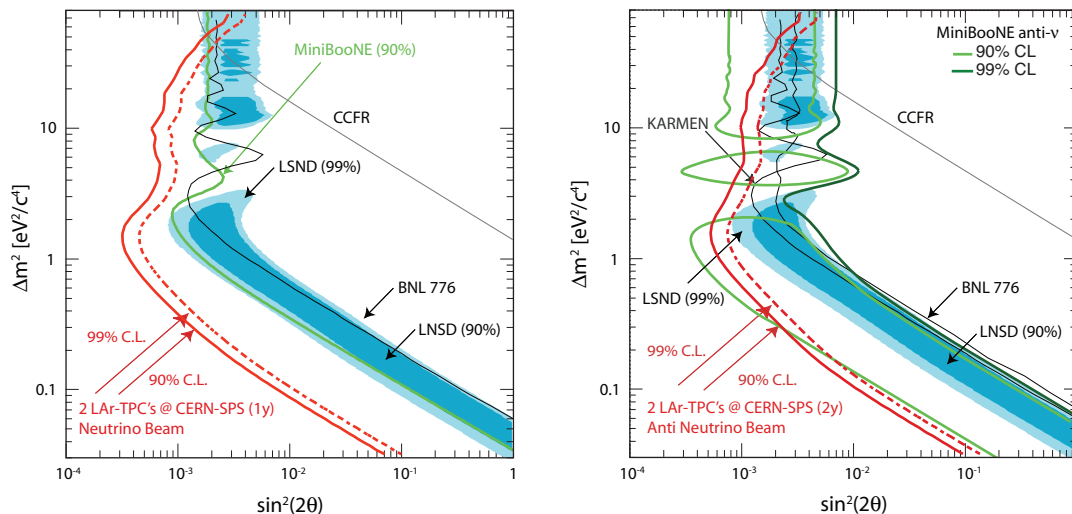 MiniBooNE (90%)
CCFR
LSND (99%)
BNL 776
LNSD (90%)
99% C.L.
90% C.L.
2 LAr-TPC's @ CERN-SPS (1y)
Neutrino Beam
Δm² [eV²/c⁴]
10
1
0.1
10⁻⁴
10⁻³
10⁻²
10⁻¹
1
sin²(2θ)
MiniBooNE anti-ν
90% CL
99% CL
CCFR
KARMEN
LSND (99%)
BNL 776
LNSD (90%)
99% C.L.
90% C.L.
2 LAr-TPC's @ CERN-SPS (2y)
Anti Neutrino Beam
Δm² [eV²/c⁴]
10
1
0.1
10⁻⁴
10⁻³
10⁻²
10⁻¹
sin²(2θ)